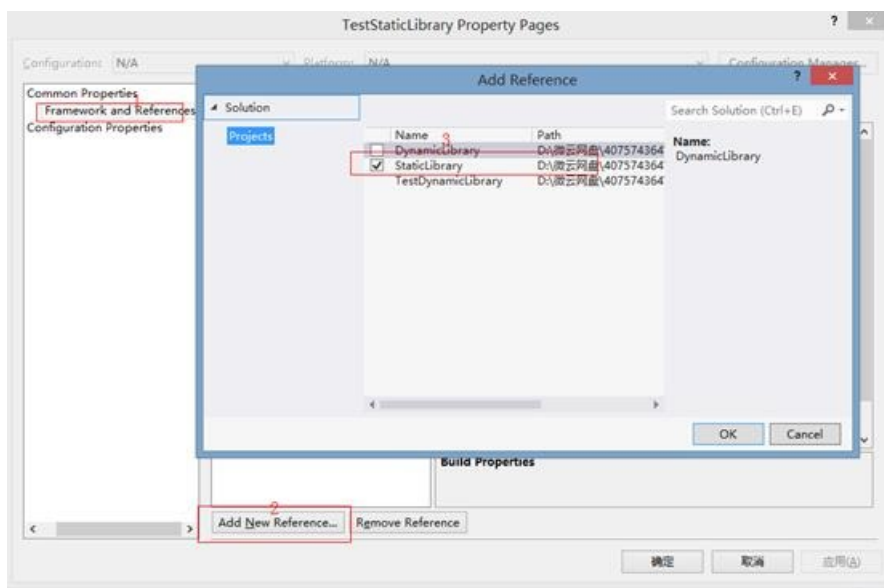 TestStaticLibrary Property Pages
Configuration: N/A
Platform: N/A
Configuration Manager...
Common Properties
1
Framework and References
Configuration Properties
Add Reference
Solution
Search Solution (Ctrl+E)
Projects
Name
3
Path
DynamicLibrary
D:\微云网盘\407574364
StaticLibrary
D:\微云网盘\407574364
TestDynamicLibrary
D:\微云网盘\407574364
Name:
DynamicLibrary
OK
Cancel
Build Properties
2
Add New Reference...
Remove Reference
确定
取消
应用(A)